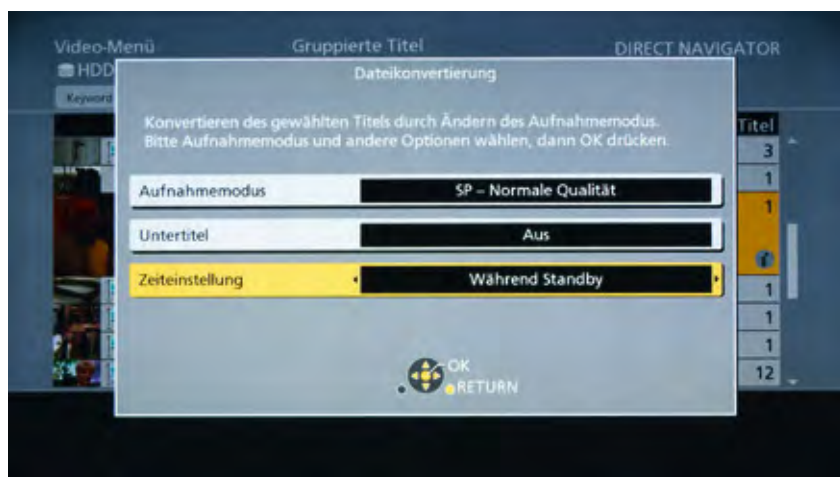 Video-Menü
Gruppierte Titel
DIRECT NAVIGATOR
HDD
Keyword
Dateikonvertierung
Konvertieren des gewählten Titels durch Ändern des Aufnahmemodus.
Bitte Aufnahmemodus und andere Optionen wählen, dann OK drücken.
Titel
3
1
Aufnahmemodus
SP – Normale Qualität
1
Untertitel
Aus
Zeiteinstellung
Während Standby
1
1
1
12
OK
RETURN